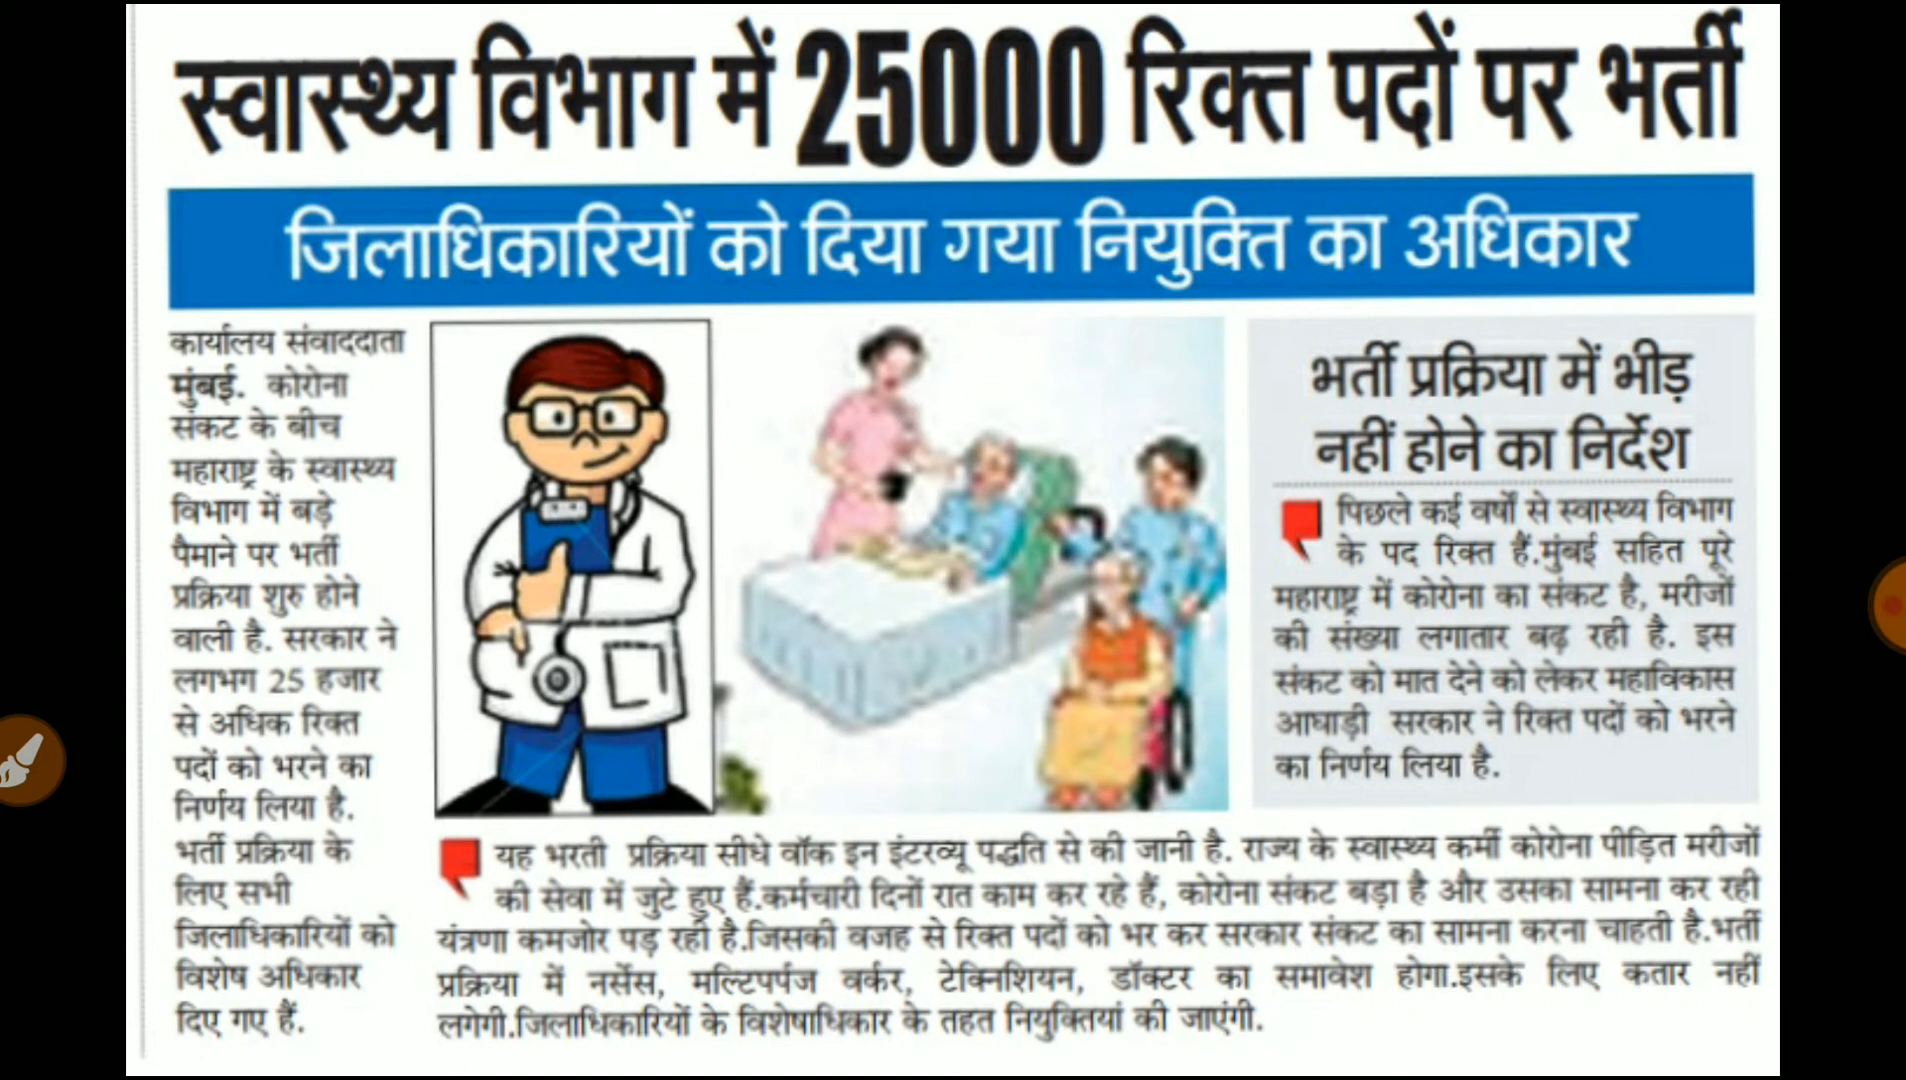 स्वास्थ्य विभाग में 25000 रिक्त पदों पर भर्ती
जिलाधिकारियों को दिया गया नियुक्ति का अधिकार
कार्यालय संवाददाता
मुंबई. कोरोना
संकट के बीच
महाराष्ट्र के स्वास्थ्य
विभाग में बड़े
पैमाने पर भर्ती
प्रक्रिया शुरु होने
वाली है. सरकार ने
लगभग 25 हजार
से अधिक रिक्त
पदों को भरने का
निर्णय लिया है.
भर्ती प्रक्रिया के
लिए सभी
जिलाधिकारियों को
विशेष अधिकार
दिए गए हैं.
भर्ती प्रक्रिया में भीड़
नहीं होने का निर्देश
पिछले कई वर्षों से स्वास्थ्य विभाग
के पद रिक्त हैं.मुंबई सहित पूरे
महाराष्ट्र में कोरोना का संकट है, मरीजों
की संख्या लगातार बढ़ रही है. इस
संकट को मात देने को लेकर महाविकास
आघाड़ी सरकार ने रिक्त पदों को भरने
का निर्णय लिया है.
यह भरती प्रक्रिया सीधे वॉक इन इंटरव्यू पद्धति से की जानी है. राज्य के स्वास्थ्य कर्मी कोरोना पीड़ित मरीजों
की सेवा में जुटे हुए हैं.कर्मचारी दिनों रात काम कर रहे हैं, कोरोना संकट बड़ा है और उसका सामना कर रही
यंत्रणा कमजोर पड़ रही है.जिसकी वजह से रिक्त पदों को भर कर सरकार संकट का सामना करना चाहती है.भर्ती
प्रक्रिया में नर्सेस, मल्टिपर्पज वर्कर, टेक्निशियन, डॉक्टर का समावेश होगा.इसके लिए कतार नहीं
लगेगी.जिलाधिकारियों के विशेषाधिकार के तहत नियुक्तियां की जाएंगी.